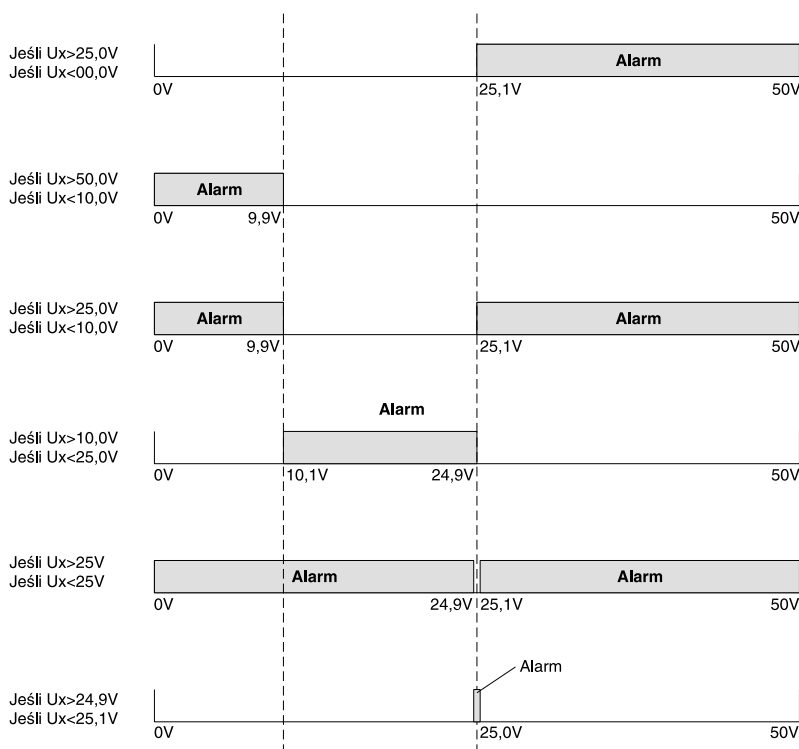 Jeśli Ux>25,0V
Jeśli Ux<00,0V
Alarm
0V 25,1V 50V
Jeśli Ux>50,0V
Jeśli Ux<10,0V
Alarm
0V 9,9V 50V
Jeśli Ux>25,0V
Jeśli Ux<10,0V
Alarm Alarm
0V 9,9V 25,1V 50V
Alarm
Jeśli Ux>10,0V
Jeśli Ux<25,0V
0V 10,1V 24,9V 50V
Jeśli Ux>25V
Jeśli Ux<25V
Alarm Alarm
0V 24,9V 25,1V 50V
Alarm
Jeśli Ux>24,9V
Jeśli Ux<25,1V
0V 25,0V 50V